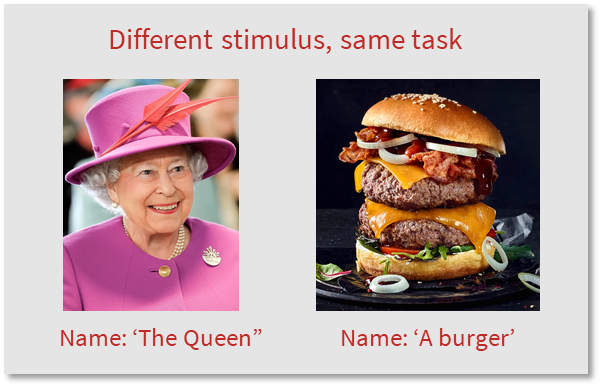 Different stimulus, same task
Name: ‘The Queen”
Name: ‘A burger’